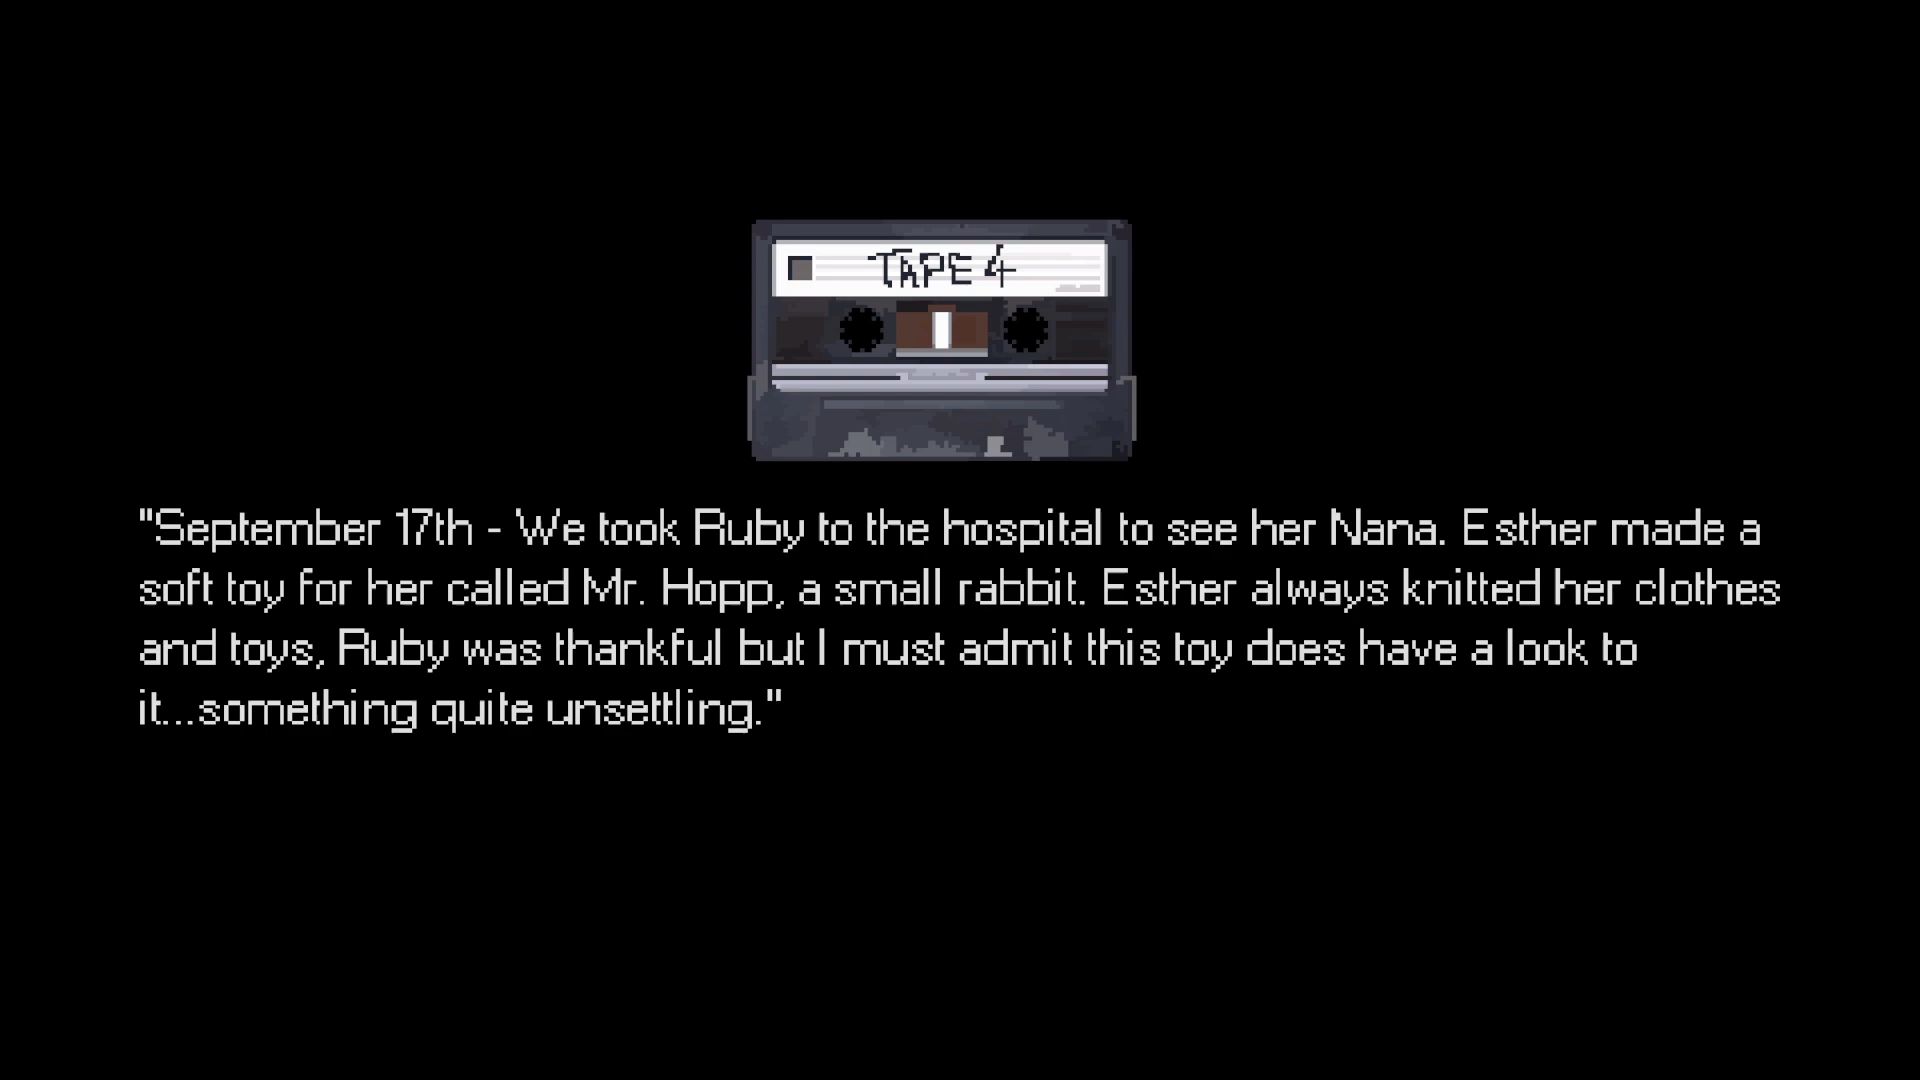 TAPE 4
"September 17th - We took Ruby to the hospital to see her Nana. Esther made a
soft toy for her called Mr. Hopp, a small rabbit. Esther always knitted her clothes
and toys, Ruby was thankful but I must admit this toy does have a look to
it...something quite unsettling."